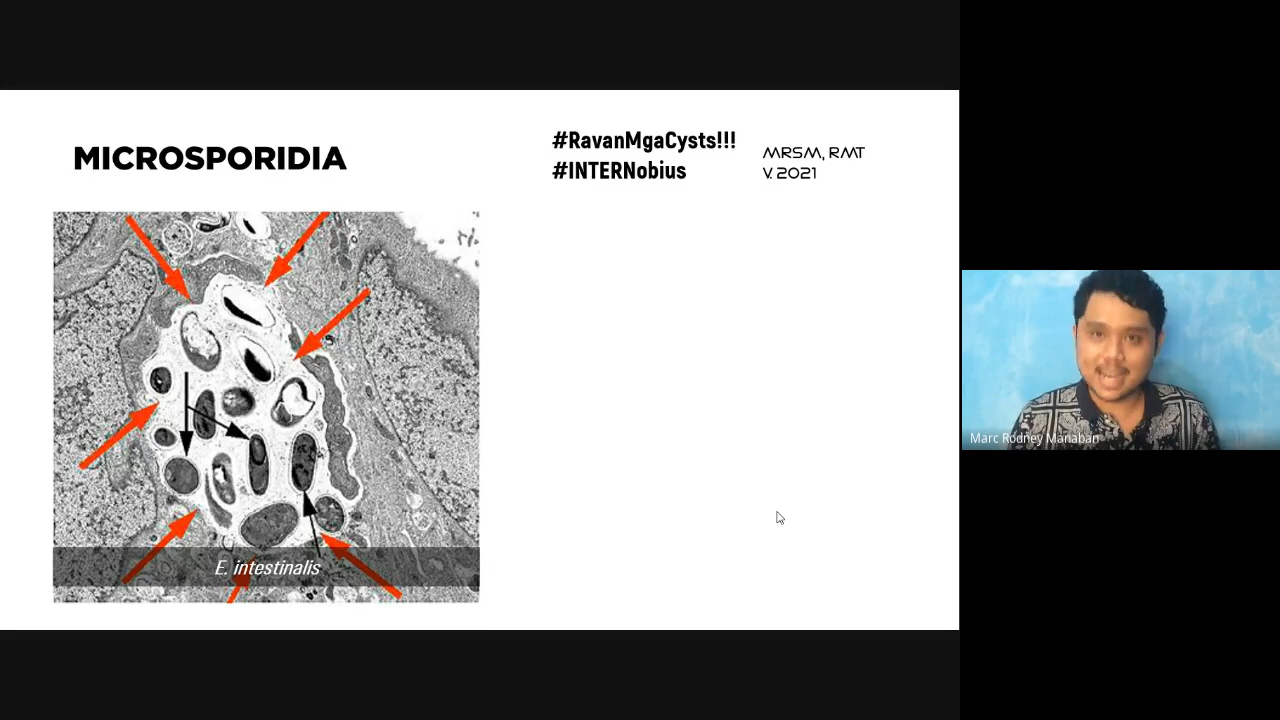 MICROSPORIDIA
#RavanMgaCysts!!!
#INTERNobius
MRSM, RMT
V. 2021
E. intestinalis
Marc Rodney Manaban